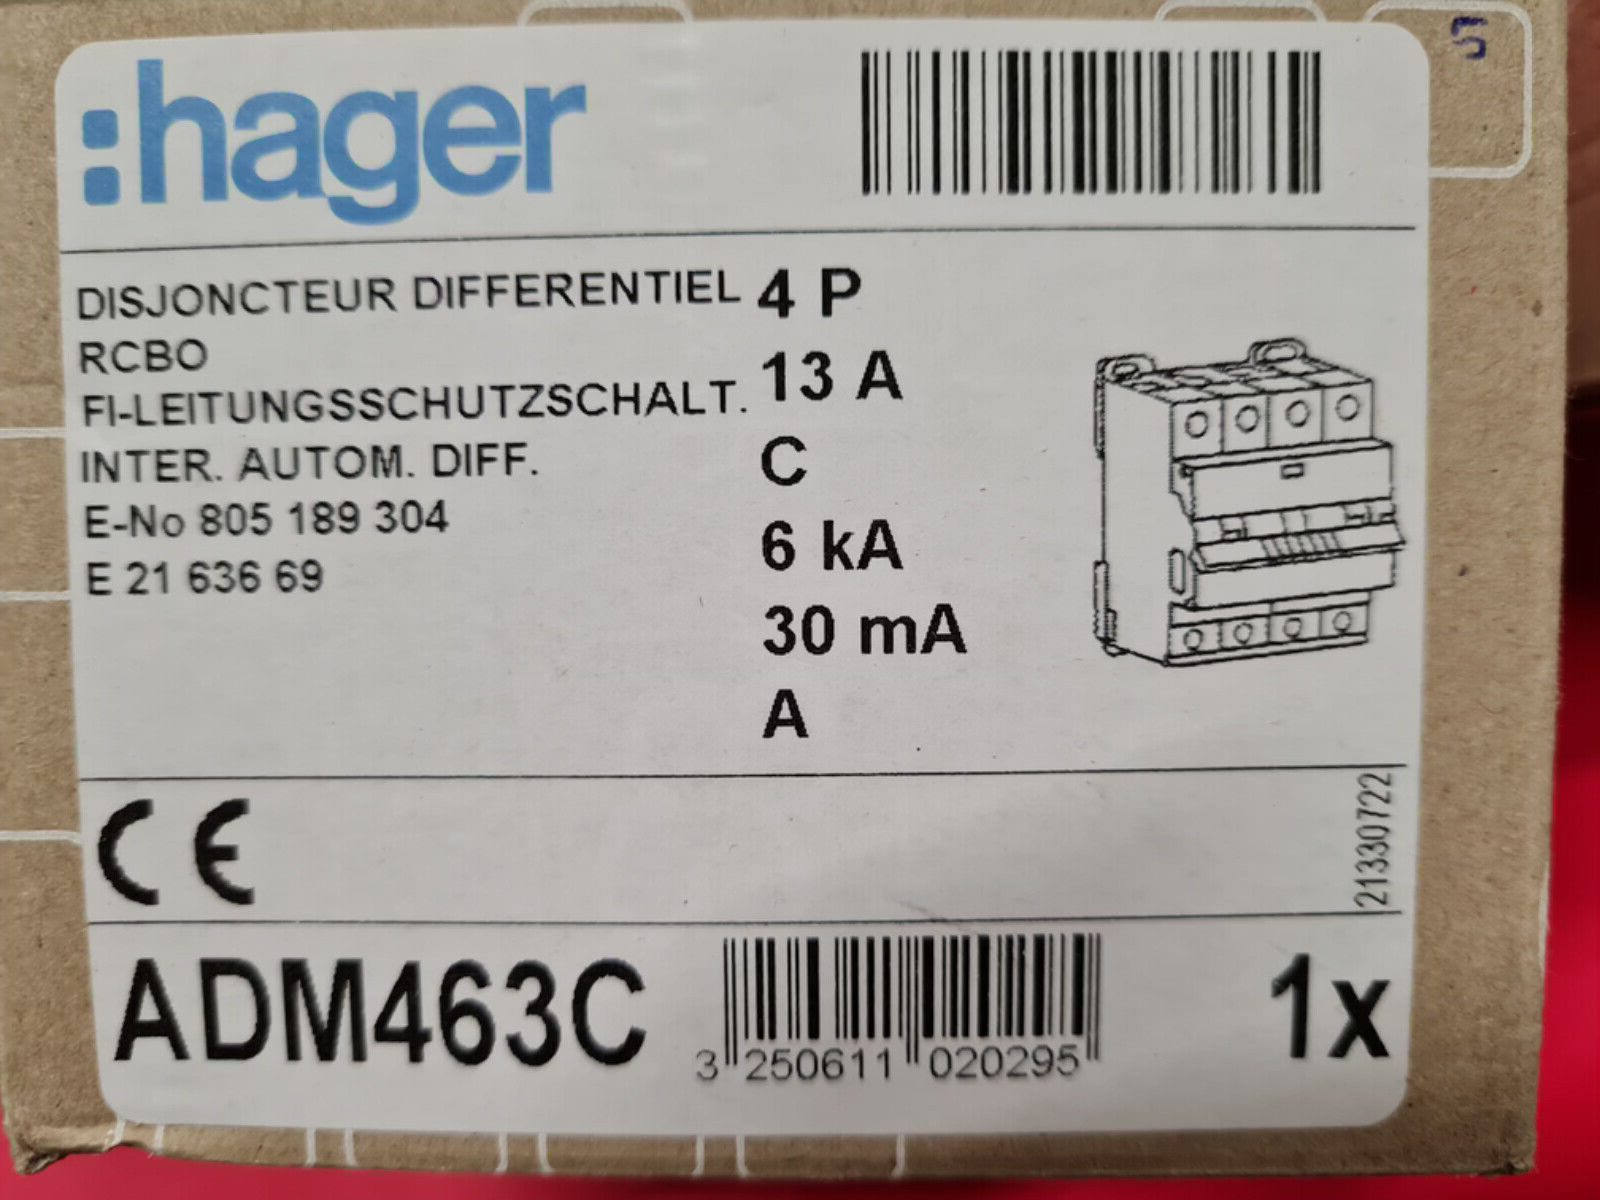 :hager
5
DISJONCTEUR DIFFERENTIEL 4 P
RCBO
13 A
FI-LEITUNGSSCHUTZSCHALT.
INTER. AUTOM. DIFF.
C
E-No 805 189 304
6 kA
E 21 636 69
30 mA
A
CE
21330722
ADM463C
3 250611 020295
1x